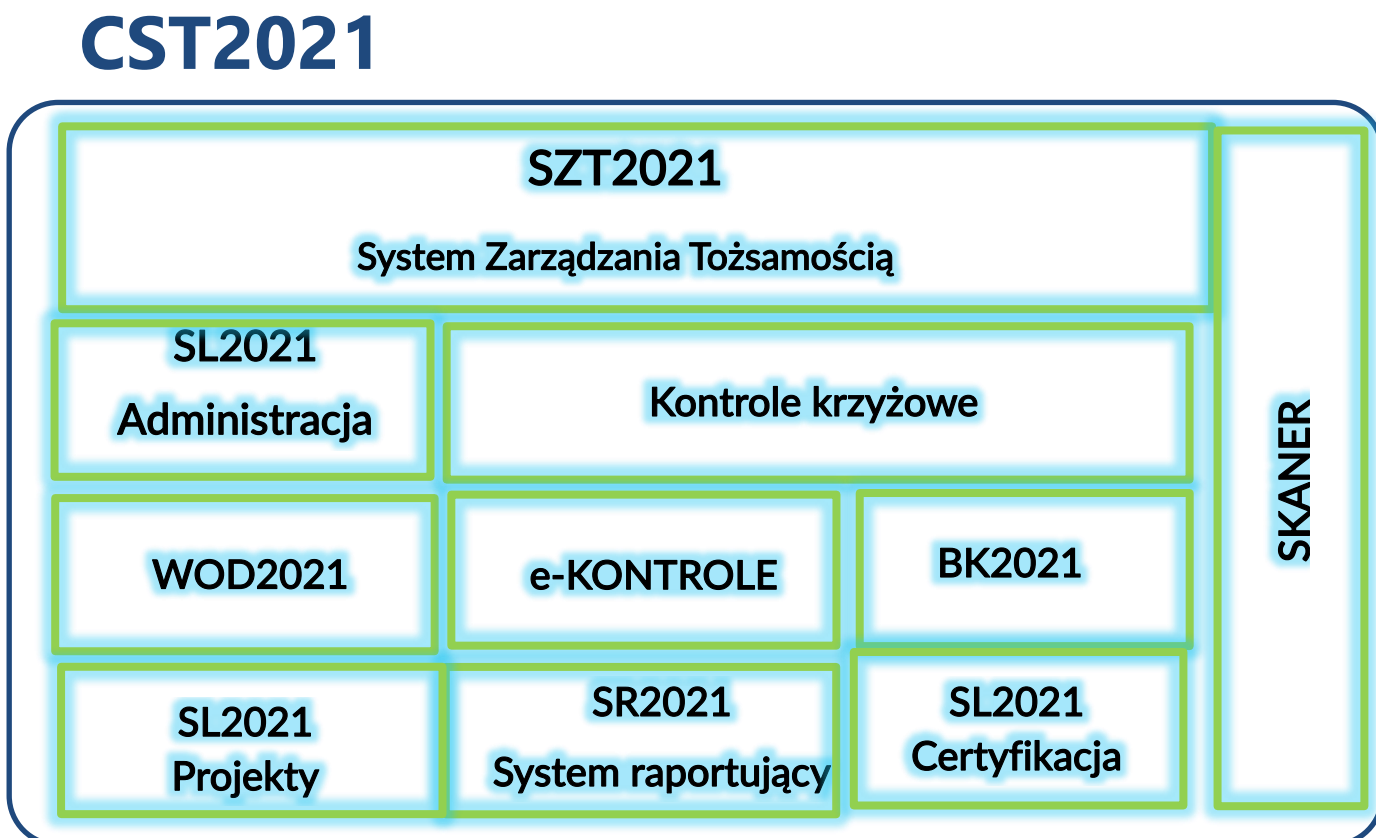 CST2021
SZT2021
System Zarządzania Tożsamością
SL2021
Administracja
Kontrole krzyżowe
SKANER
WOD2021
e-KONTROLE
BK2021
SL2021
Projekty
SR2021
System raportujący
SL2021
Certyfikacja